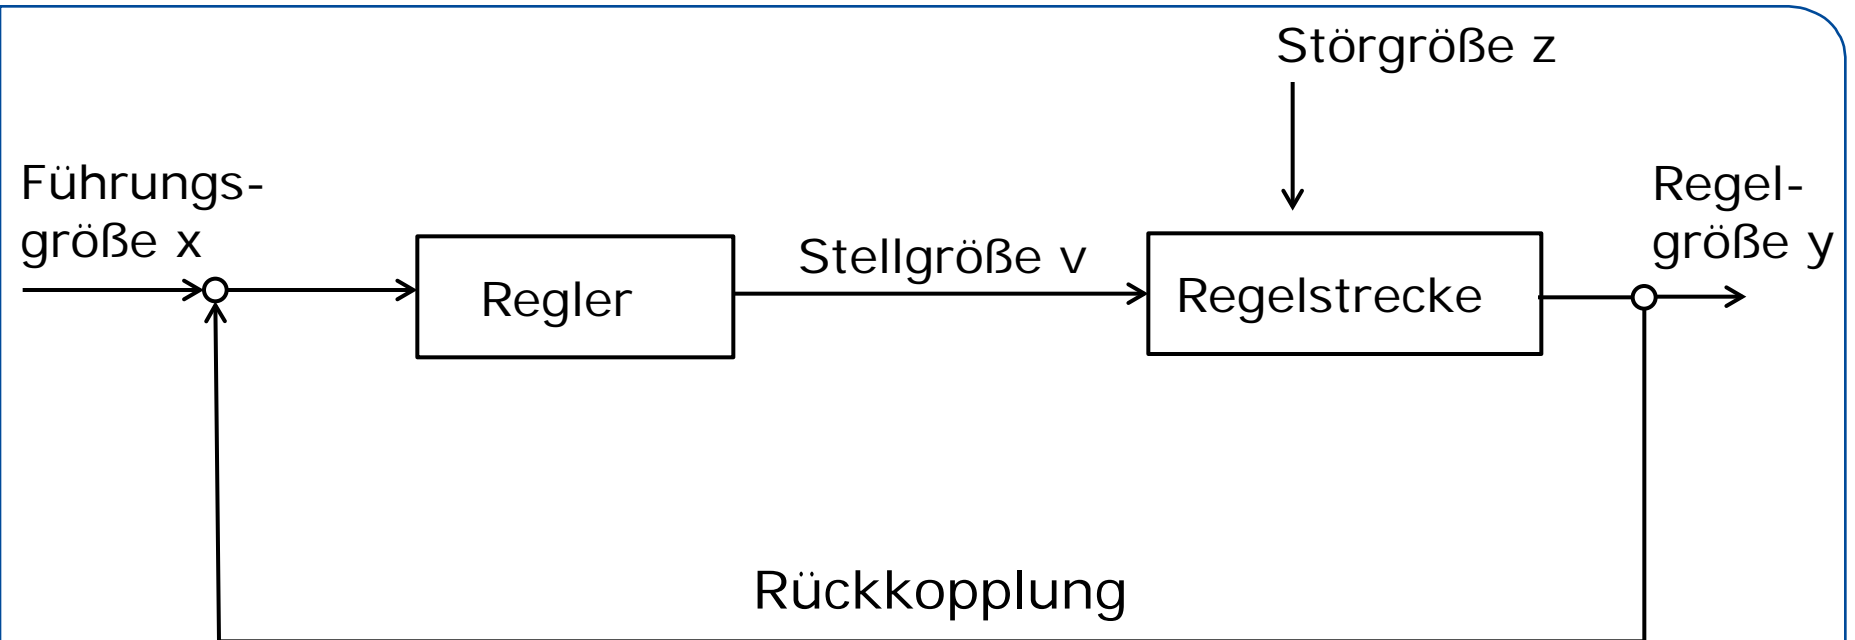 Störgröße z
Führungs-
größe x
Regel-
größe y
Stellgröße v
Regler
Regelstrecke
Rückkopplung